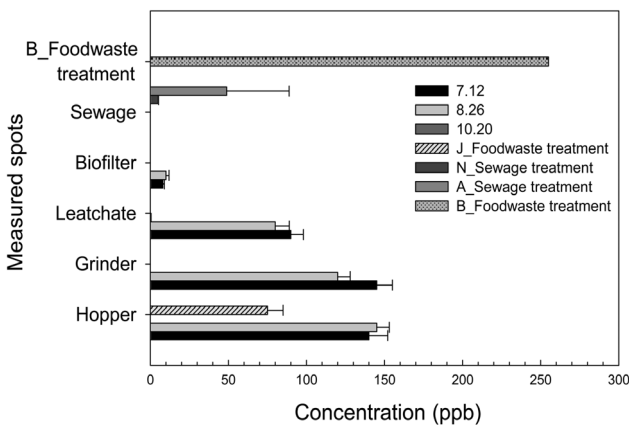 B_Foodwaste
treatment
Sewage
Biofilter
Leatchate
Grinder
Hopper
Measured spots
7.12
8.26
10.20
J_Foodwaste treatment
N_Sewage treatment
A_Sewage treatment
B_Foodwaste treatment
0 50 100 150 200 250 300
Concentration (ppb)